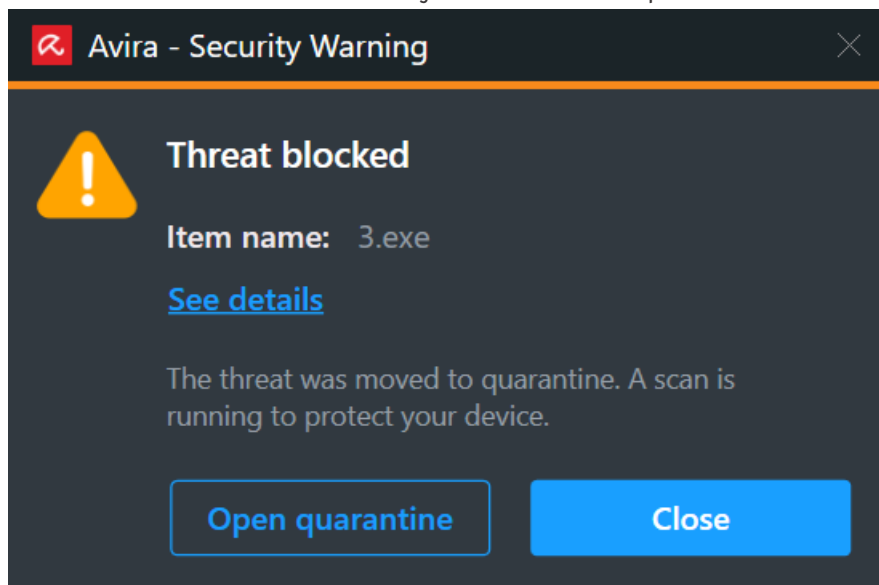 Avira - Security Warning
Threat blocked
Item name: 3.exe
See details
The threat was moved to quarantine. A scan is
running to protect your device.
Open quarantine
Close